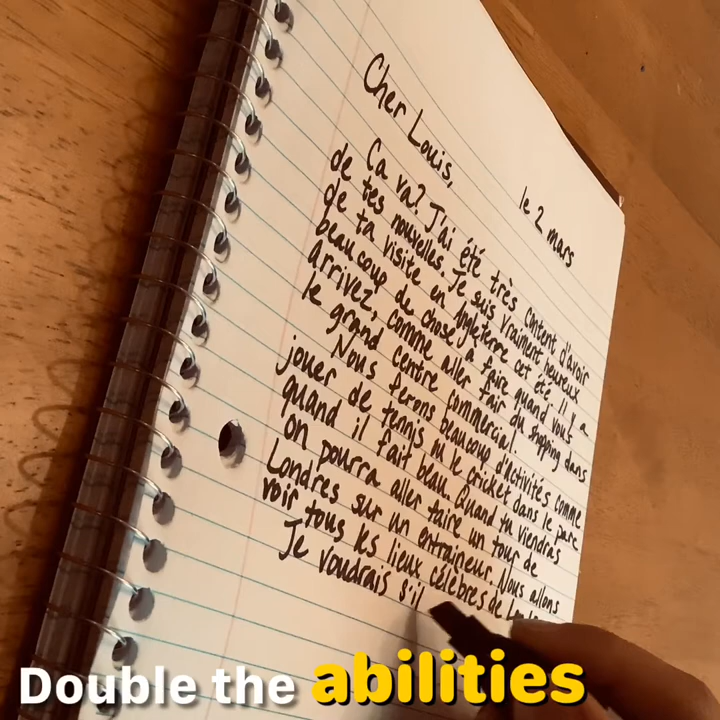 le 2 mars
Cher Louis,
Ça va? J'ai été très content d'avoir
de tes nouvelles. Je suis vraiment heureux
de ta visite en Angleterre cet été. Il y a
beaucoup de chose à faire quand vous
arrivez, comme aller fair du shopping dans
le grand centre commercial.
Nous ferons beaucoup d'activités comme
jouer de tennis ou le cricket dans le parc
quand il fait beau. Quand tu viendras
on pourra aller faire un tour de
Londres sur un entraineur. Nous allons
voir tous les lieux célèbres de
Je voudrais s'il
Double the abilities